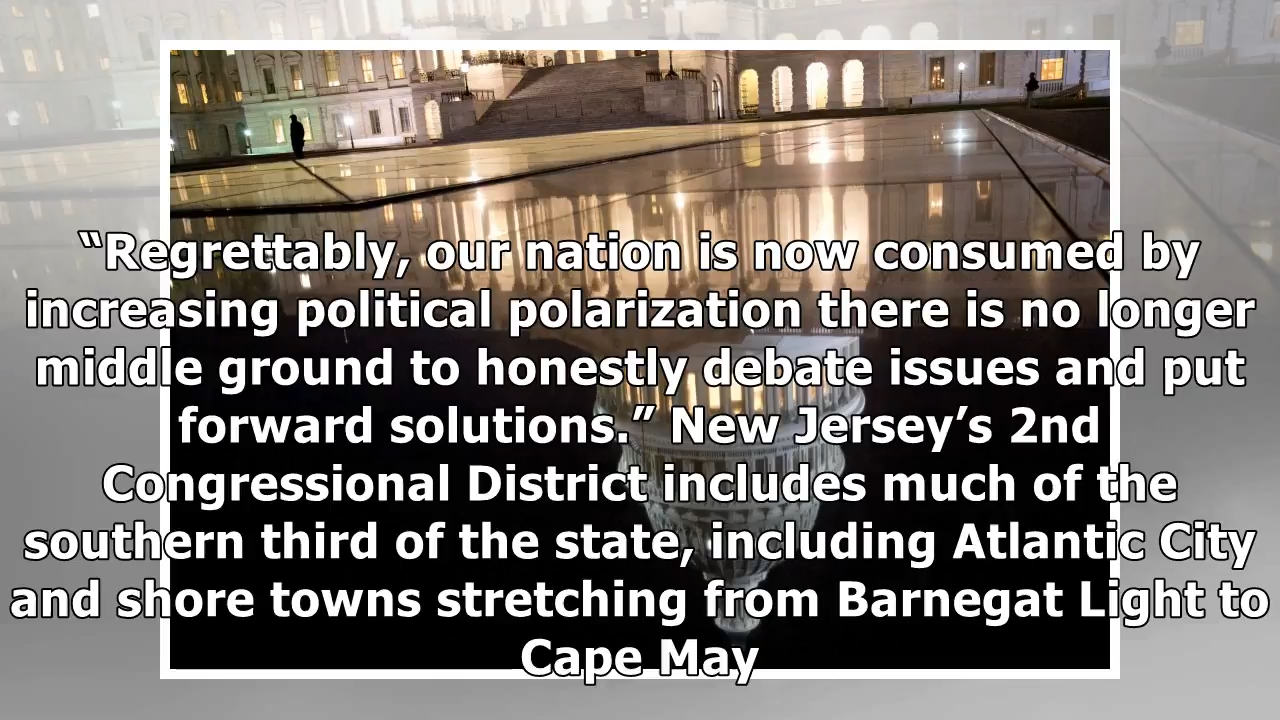 “Regrettably, our nation is now consumed by
increasing political polarization there is no longer
middle ground to honestly debate issues and put
forward solutions.” New Jersey’s 2nd
Congressional District includes much of the
southern third of the state, including Atlantic City
and shore towns stretching from Barnegat Light to
Cape May